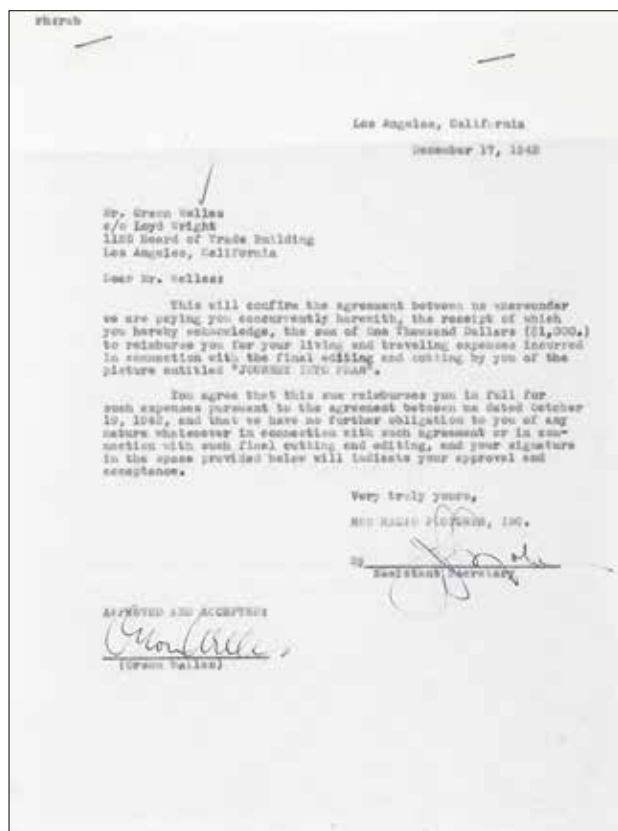 Los Angeles, California
December 17, 1942
Mr. Orson Welles
c/o Loyd Wright
1125 Board of Trade Building
Los Angeles, California
Dear Mr. Welles:
This will confirm the agreement between us whereunder
we are paying you concurrently herewith, the receipt of which
you hereby acknowledge, the sum of One Thousand Dollars ($1,000.)
to reimburse you for your living and traveling expenses incurred
in connection with the final editing and cutting by you of the
picture entitled "JOURNEY INTO FEAR".
You agree that this sum reimburses you in full for
such expenses pursuant to the agreement between us dated October
19, 1942, and that we have no further obligation to you of any
nature whatsoever in connection with such agreement or in con-
nection with such final cutting and editing, and your signature
in the space provided below will indicate your approval and
acceptance.
Very truly yours,
RKO RADIO PICTURES, INC.
By
Assistant Secretary
APPROVED AND ACCEPTED:
Orson Welles
(Orson Welles)